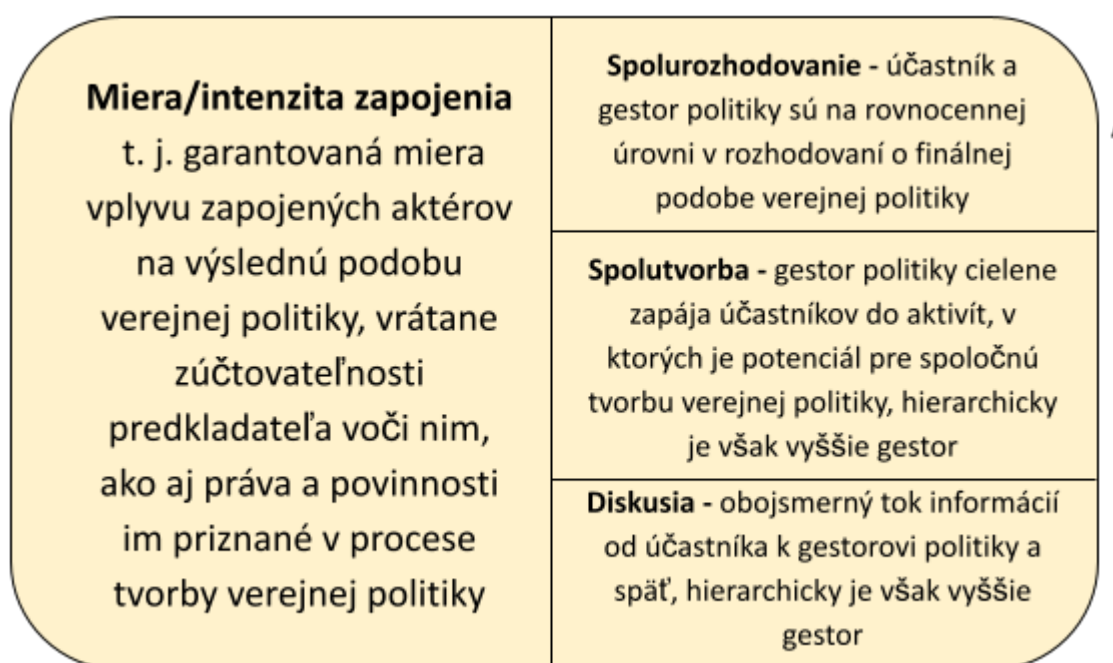 Miera/intenzita zapojenia
t. j. garantovaná miera
vplyvu zapojených aktérov
na výslednú podobu
verejnej politiky, vrátane
zúčtovateľnosti
predkladateľa voči nim,
ako aj práva a povinnosti
im priznané v procese
tvorby verejnej politiky
Spolurozhodovanie - účastník a
gestor politiky sú na rovnocennej
úrovni v rozhodovaní o finálnej
podobe verejnej politiky
Spolutvorba - gestor politiky cielene
zapája účastníkov do aktivít, v
ktorých je potenciál pre spoločnú
tvorbu verejnej politiky, hierarchicky
je však vyššie gestor
Diskusia - obojsmerný tok informácií
od účastníka k gestorovi politiky a
späť, hierarchicky je však vyššie
gestor